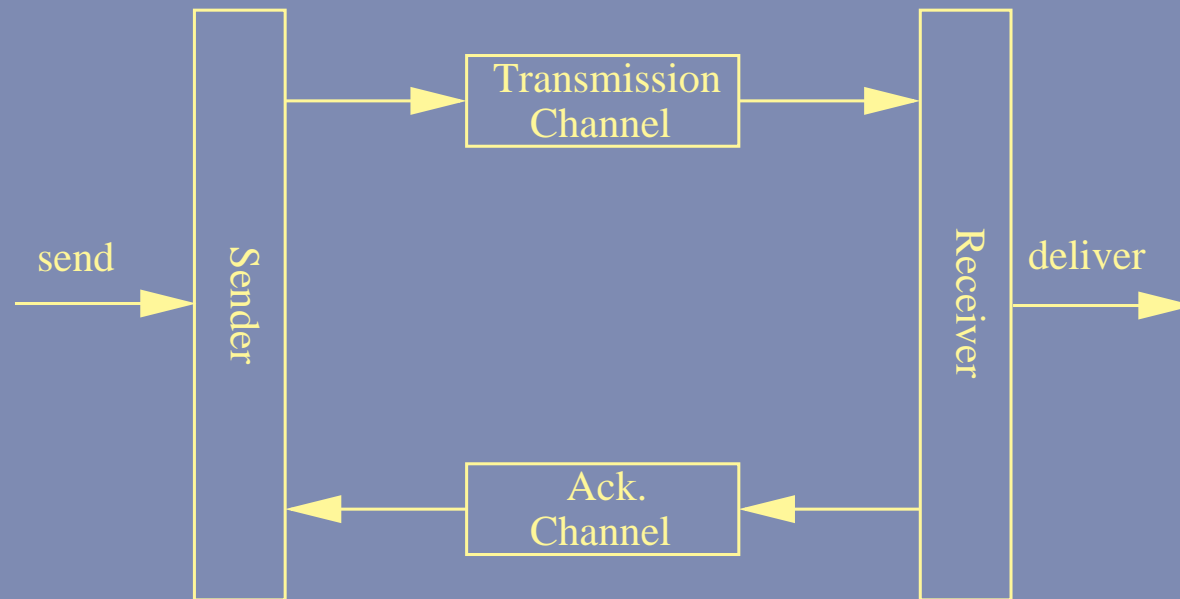 Transmission
Channel
send
Sender
Receiver
deliver
Ack.
Channel